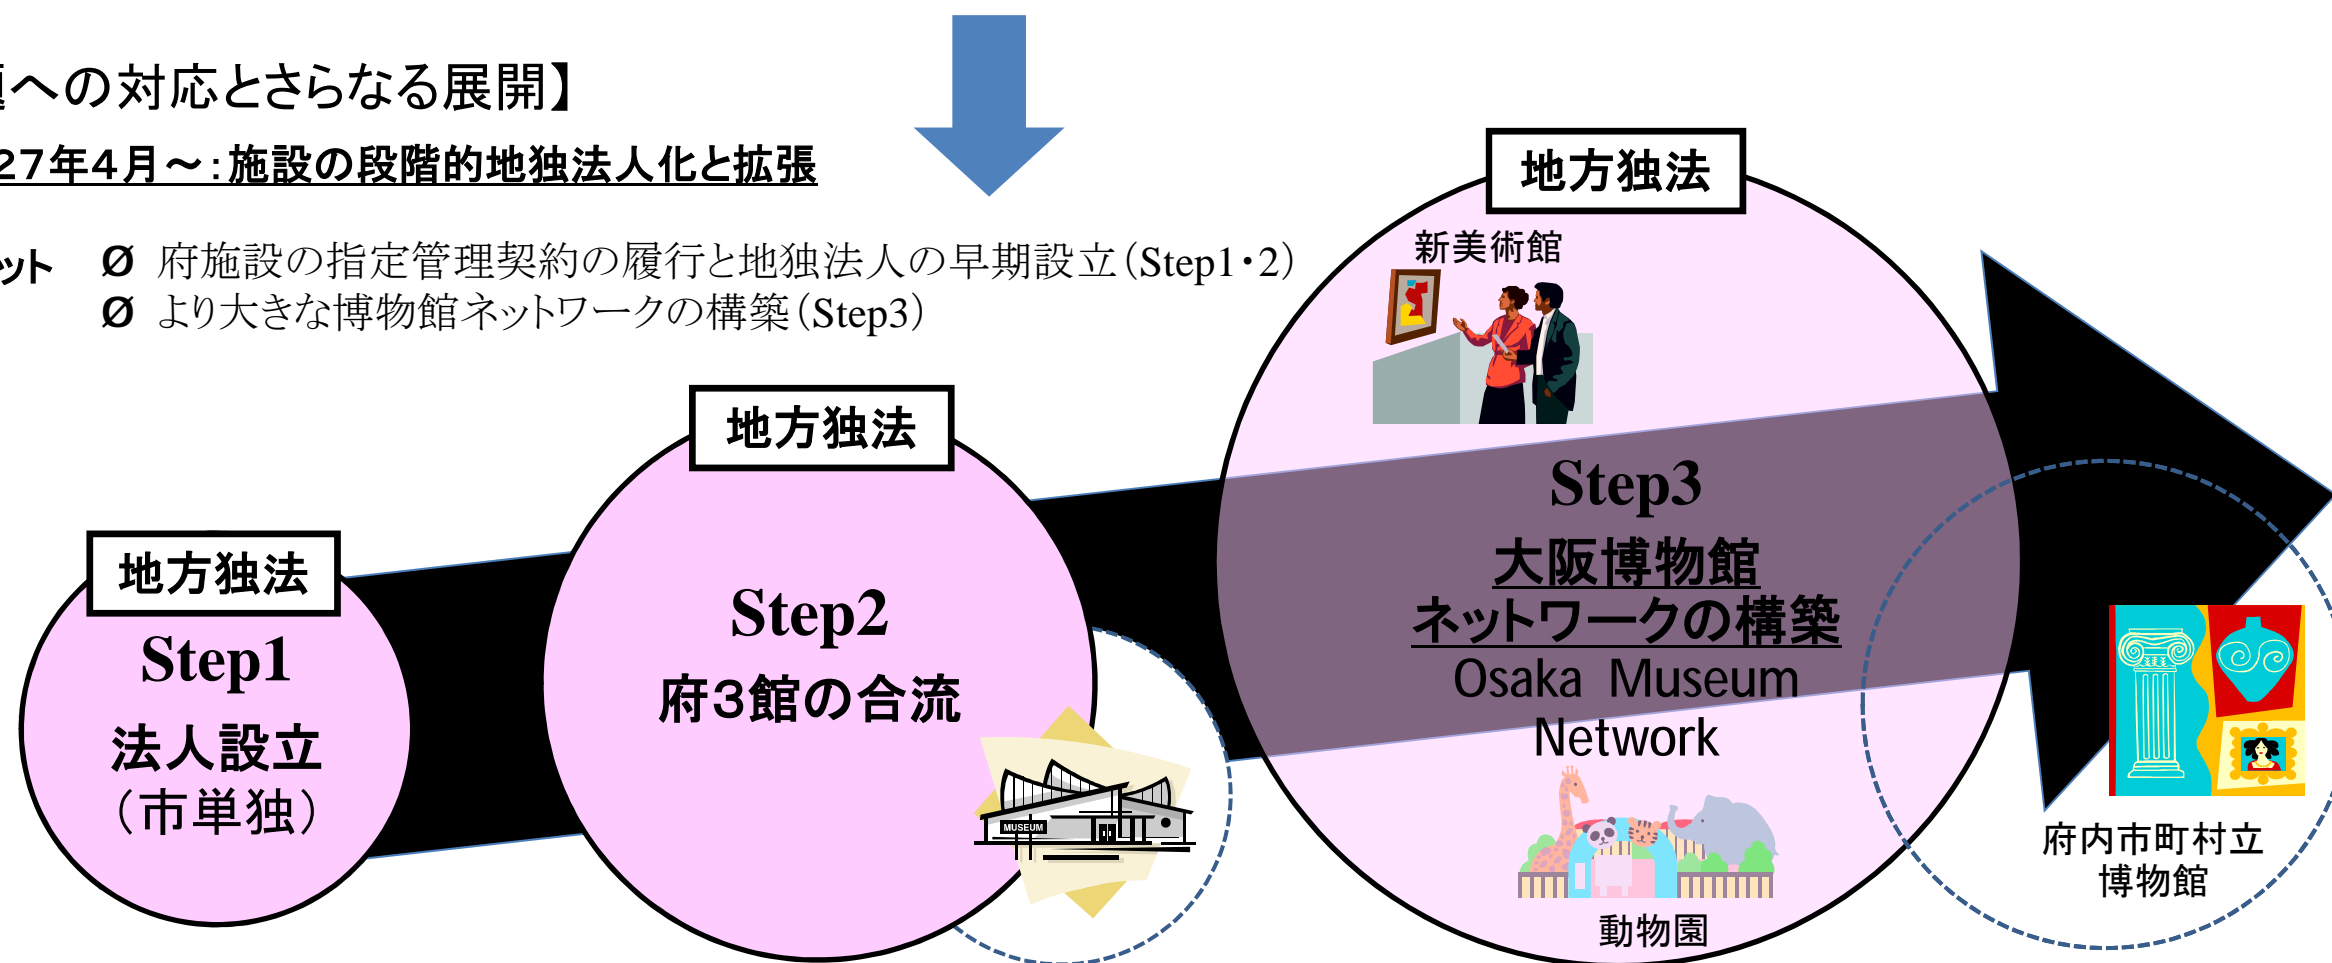 への対応とさらなる展開】
27年4月～：施設の段階的地独法人化と拡張
ット
Ø 府施設の指定管理契約の履行と地独法人の早期設立（Step1・2）
Ø より大きな博物館ネットワークの構築（Step3）
地方独法
Step1
法人設立
（市単独）
地方独法
Step2
府3館の合流
MUSEUM
地方独法
新美術館
Step3
大阪博物館
ネットワークの構築
Osaka Museum
Network
動物園
府内市町村立
博物館